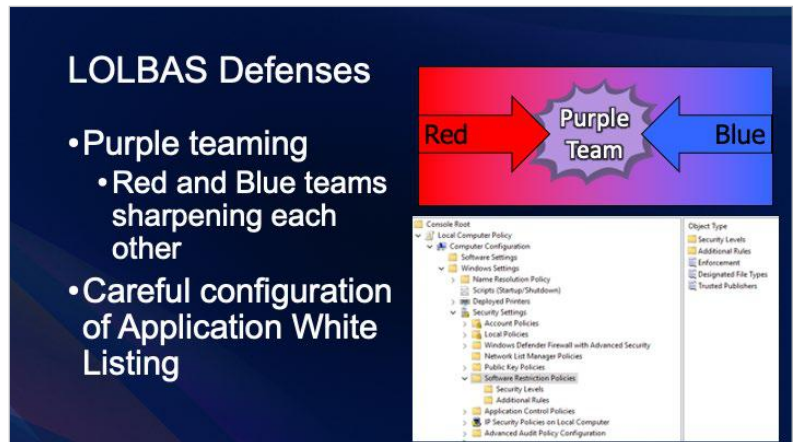 LOLBAS Defenses
•Purple teaming
•Red and Blue teams
sharpening each
other
•Careful configuration
of Application White
Listing
Red
Purple
Team
Blue
Console Root
Local Computer Policy
Computer Configuration
Software Settings
Windows Settings
Name Resolution Policy
Scripts (Startup/Shutdown)
Deployed Printers
Security Settings
Account Policies
Local Policies
Windows Defender Firewall with Advanced Security
Network List Manager Policies
Public Key Policies
Software Restriction Policies
Security Levels
Additional Rules
Application Control Policies
IP Security Policies on Local Computer
Advanced Audit Policy Configuration
Object Type
Security Levels
Additional Rules
Enforcement
Designated File Types
Trusted Publishers